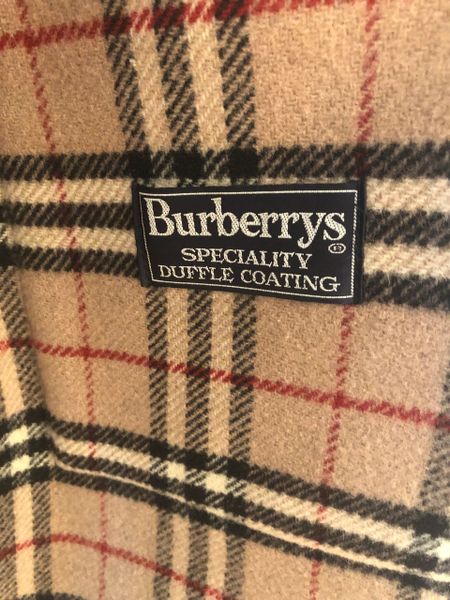 Burberrys
SPECIALITY
DUFFLE COATING